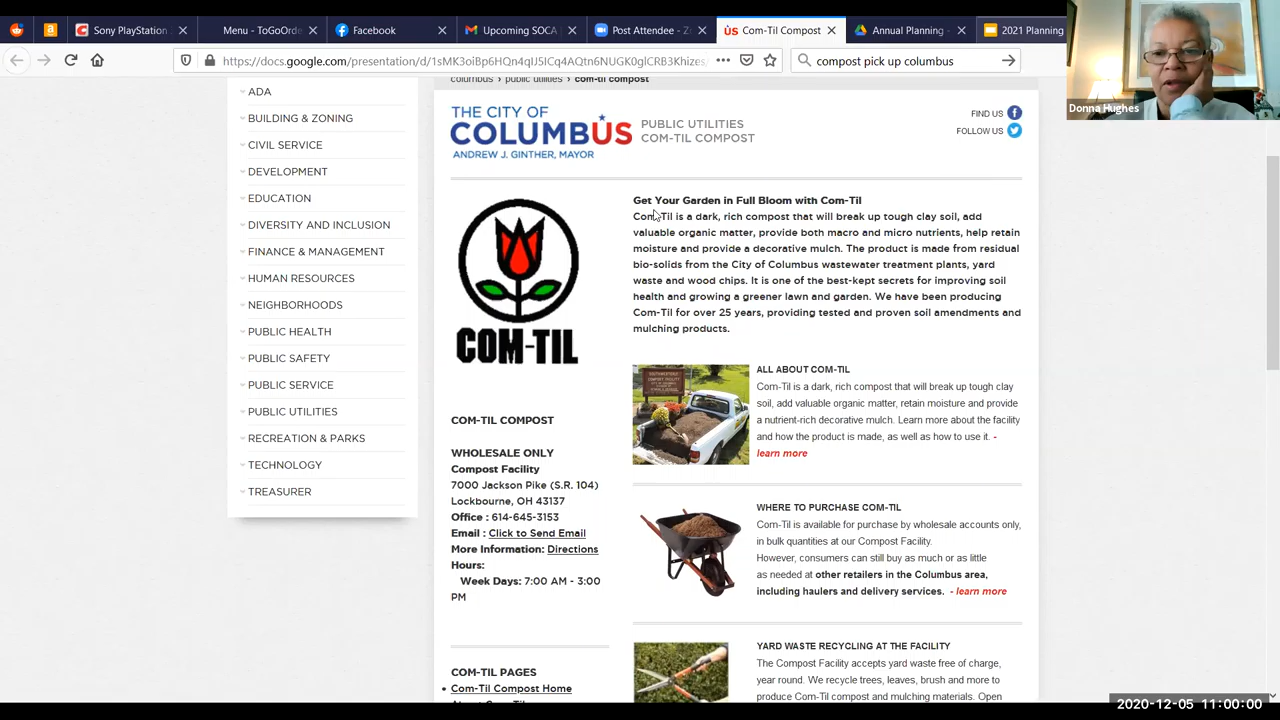 Sony PlayStation
Menu - ToGoOrde
Facebook
Upcoming SOCA
Post Attendee - Z
Com-Til Compost
Annual Planning -
2021 Planning
https://docs.google.com/presentation/d/1sMK3oiBp6HQn4qIJ5ICq4AQtn6NUGK0glCRB3Khizes/
compost pick up columbus
Donna Hughes
columbus › public utilities › com-til compost
ADA
BUILDING & ZONING
CIVIL SERVICE
DEVELOPMENT
EDUCATION
DIVERSITY AND INCLUSION
FINANCE & MANAGEMENT
HUMAN RESOURCES
NEIGHBORHOODS
PUBLIC HEALTH
PUBLIC SAFETY
PUBLIC SERVICE
PUBLIC UTILITIES
RECREATION & PARKS
TECHNOLOGY
TREASURER
THE CITY OF
COLUMBUS
ANDREW J. GINTHER, MAYOR
PUBLIC UTILITIES
COM-TIL COMPOST
FIND US
FOLLOW US
COM-TIL
COM-TIL COMPOST
WHOLESALE ONLY
Compost Facility
7000 Jackson Pike (S.R. 104)
Lockbourne, OH 43137
Office : 614-645-3153
Email : Click to Send Email
More Information: Directions
Hours:
Week Days: 7:00 AM - 3:00
PM
COM-TIL PAGES
Com-Til Compost Home
Get Your Garden in Full Bloom with Com-Til
Com-Til is a dark, rich compost that will break up tough clay soil, add
valuable organic matter, provide both macro and micro nutrients, help retain
moisture and provide a decorative mulch. The product is made from residual
bio-solids from the City of Columbus wastewater treatment plants, yard
waste and wood chips. It is one of the best-kept secrets for improving soil
health and growing a greener lawn and garden. We have been producing
Com-Til for over 25 years, providing tested and proven soil amendments and
mulching products.
ALL ABOUT COM-TIL
Com-Til is a dark, rich compost that will break up tough clay
soil, add valuable organic matter, retain moisture and provide
a nutrient-rich decorative mulch. Learn more about the facility
and how the product is made, as well as how to use it. -
learn more
WHERE TO PURCHASE COM-TIL
Com-Til is available for purchase by wholesale accounts only,
in bulk quantities at our Compost Facility.
However, consumers can still buy as much or as little
as needed at other retailers in the Columbus area,
including haulers and delivery services. - learn more
YARD WASTE RECYCLING AT THE FACILITY
The Compost Facility accepts yard waste free of charge,
year round. We recycle trees, leaves, brush and more to
produce Com-Til compost and mulching materials. Open
2020-12-05 11:00:00